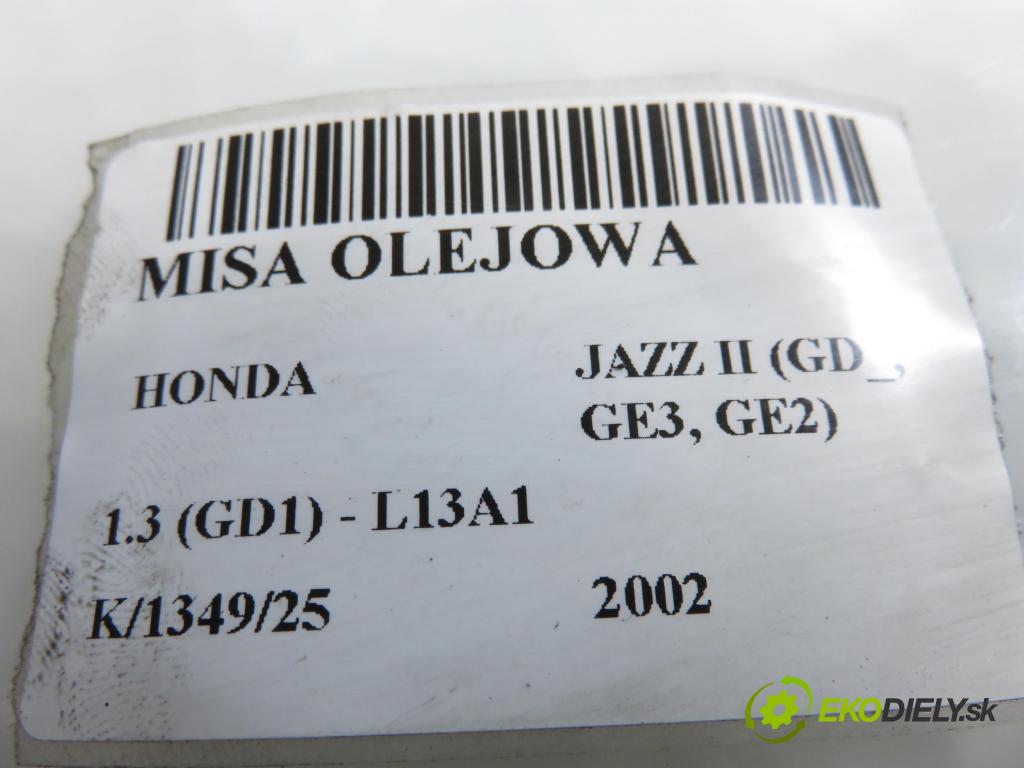 MISA OLEJOWA
HONDA
JAZZ II (GD_,
GE3, GE2)
1.3 (GD1) - L13A1
K/1349/25
2002
EKODIELY.sk